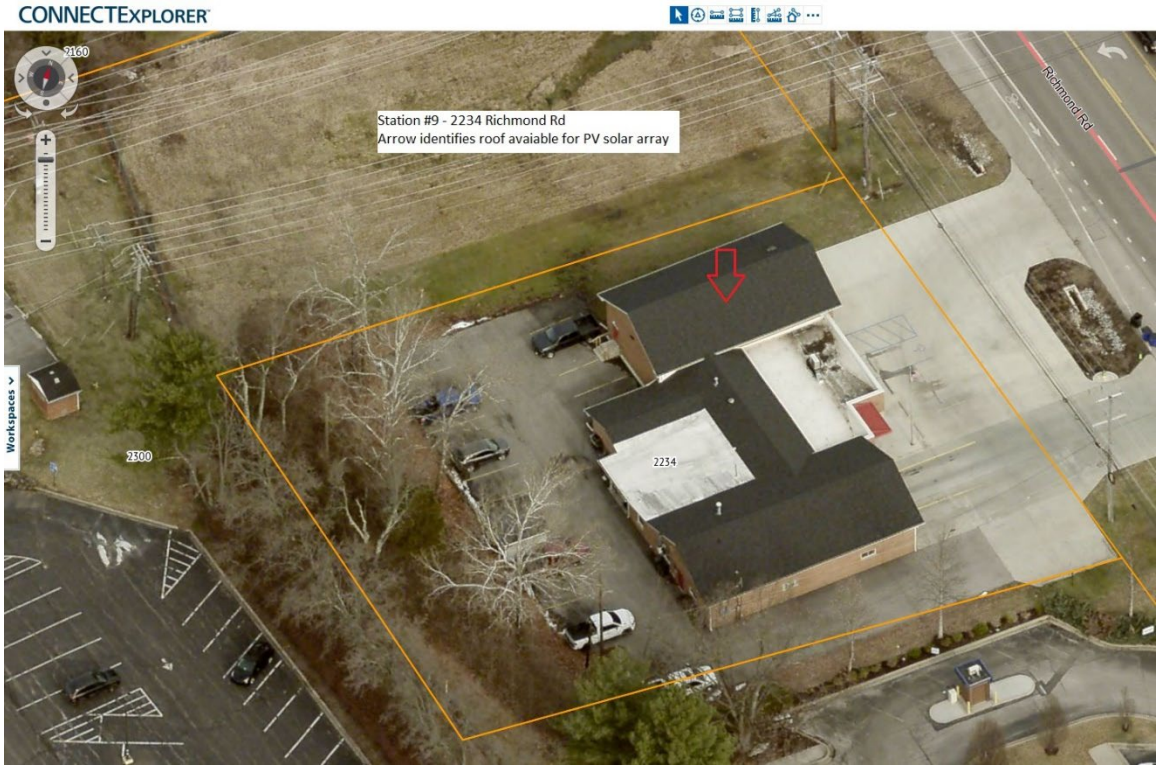 CONNECTEXPLORER™
2160
Richmond Rd
Station #9 - 2234 Richmond Rd
Arrow identifies roof avaiable for PV solar array
Workspaces
2300
2234